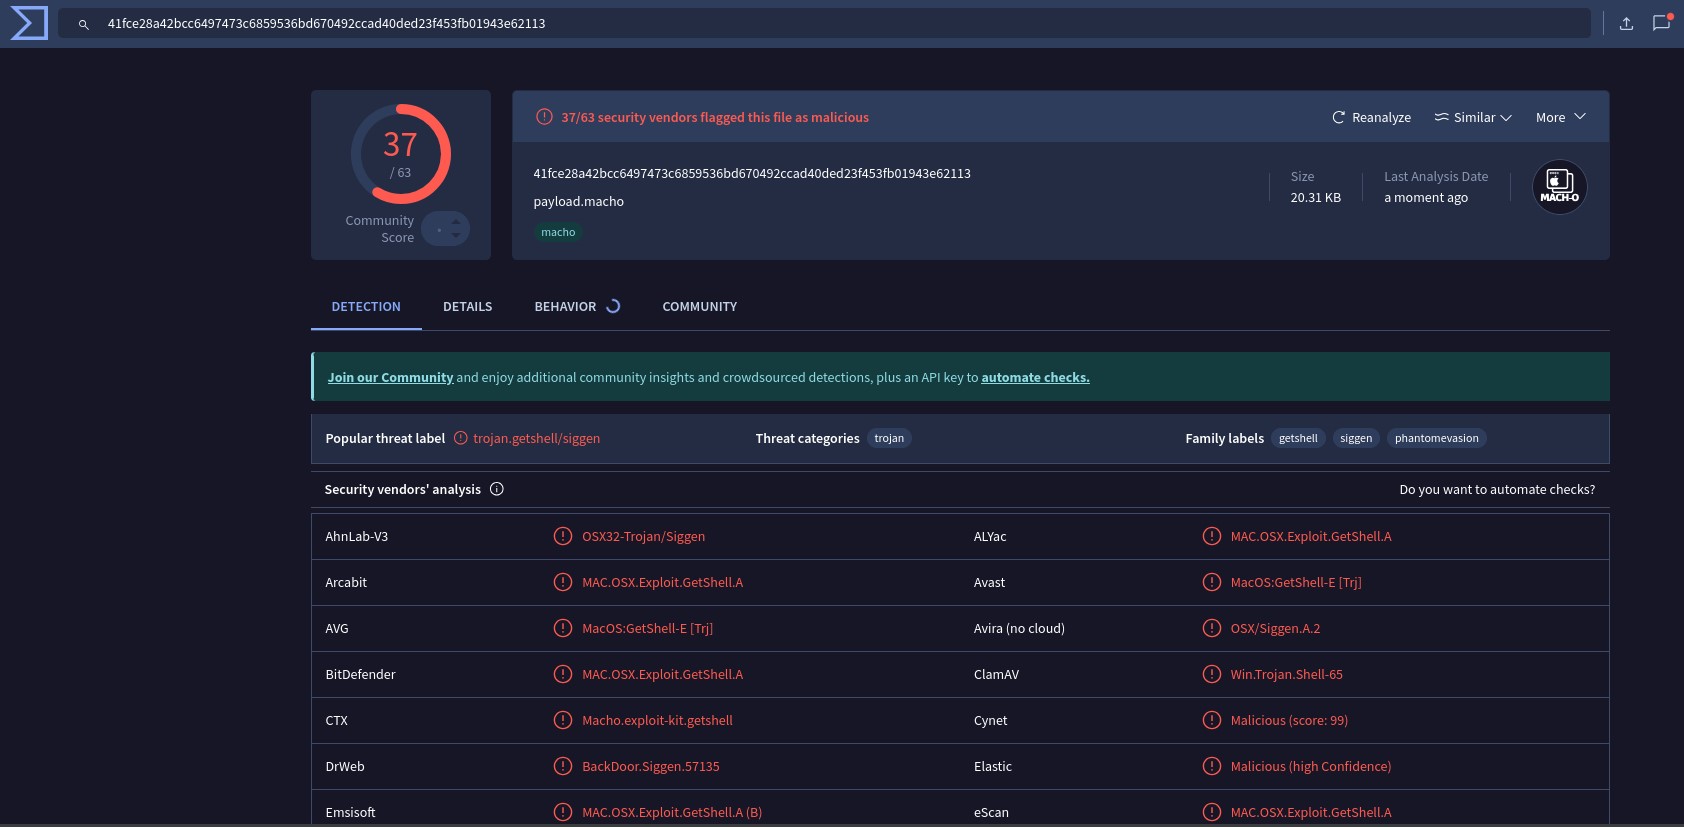 41fce28a42bcc6497473c6859536bd670492ccad40ded23f453fb01943e62113
37
/ 63
Community
Score
37/63 security vendors flagged this file as malicious
Reanalyze
Similar
More
41fce28a42bcc6497473c6859536bd670492ccad40ded23f453fb01943e62113
payload.macho
macho
Size
20.31 KB
Last Analysis Date
a moment ago
MACH-O
DETECTION
DETAILS
BEHAVIOR
COMMUNITY
Join our Community and enjoy additional community insights and crowdsourced detections, plus an API key to automate checks.
Popular threat label trojan.getshell/siggen
Threat categories trojan
Family labels getshell siggen phantomevasion
Security vendors' analysis
Do you want to automate checks?
AhnLab-V3 OSX32-Trojan/Siggen
ALYac MAC.OSX.Exploit.GetShell.A
Arcabit MAC.OSX.Exploit.GetShell.A
Avast MacOS:GetShell-E [Trj]
AVG MacOS:GetShell-E [Trj]
Avira (no cloud) OSX/Siggen.A.2
BitDefender MAC.OSX.Exploit.GetShell.A
ClamAV Win.Trojan.Shell-65
CTX Macho.exploit-kit.getshell
Cynet Malicious (score: 99)
DrWeb BackDoor.Siggen.57135
Elastic Malicious (high Confidence)
Emsisoft MAC.OSX.Exploit.GetShell.A (B)
eScan MAC.OSX.Exploit.GetShell.A